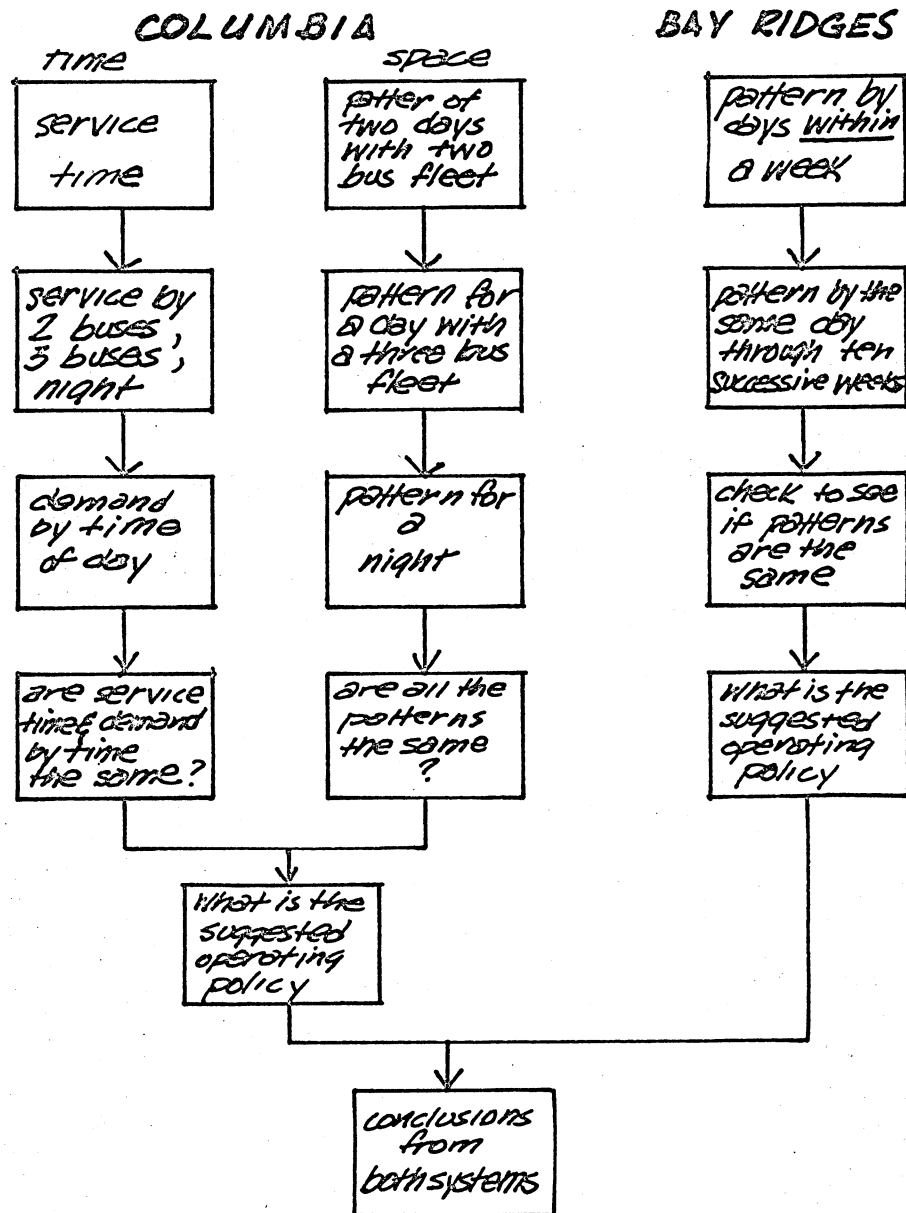 COLUMBIA
BAY RIDGES
time
space
service
time
patter of
two days
with two
bus fleet
pattern by
days within
a week
service by
2 buses,
3 buses,
night
pattern for
a day with
a three bus
fleet
pattern by the
same day
through ten
successive weeks
demand
by time
of day
pattern for
a
night
check to see
if patterns
are the
same
are service
time & demand
by time
the same?
are all the
patterns
the same
?
What is the
suggested
operating
policy
What is the
suggested
operating
policy
conclusions
from
both systems